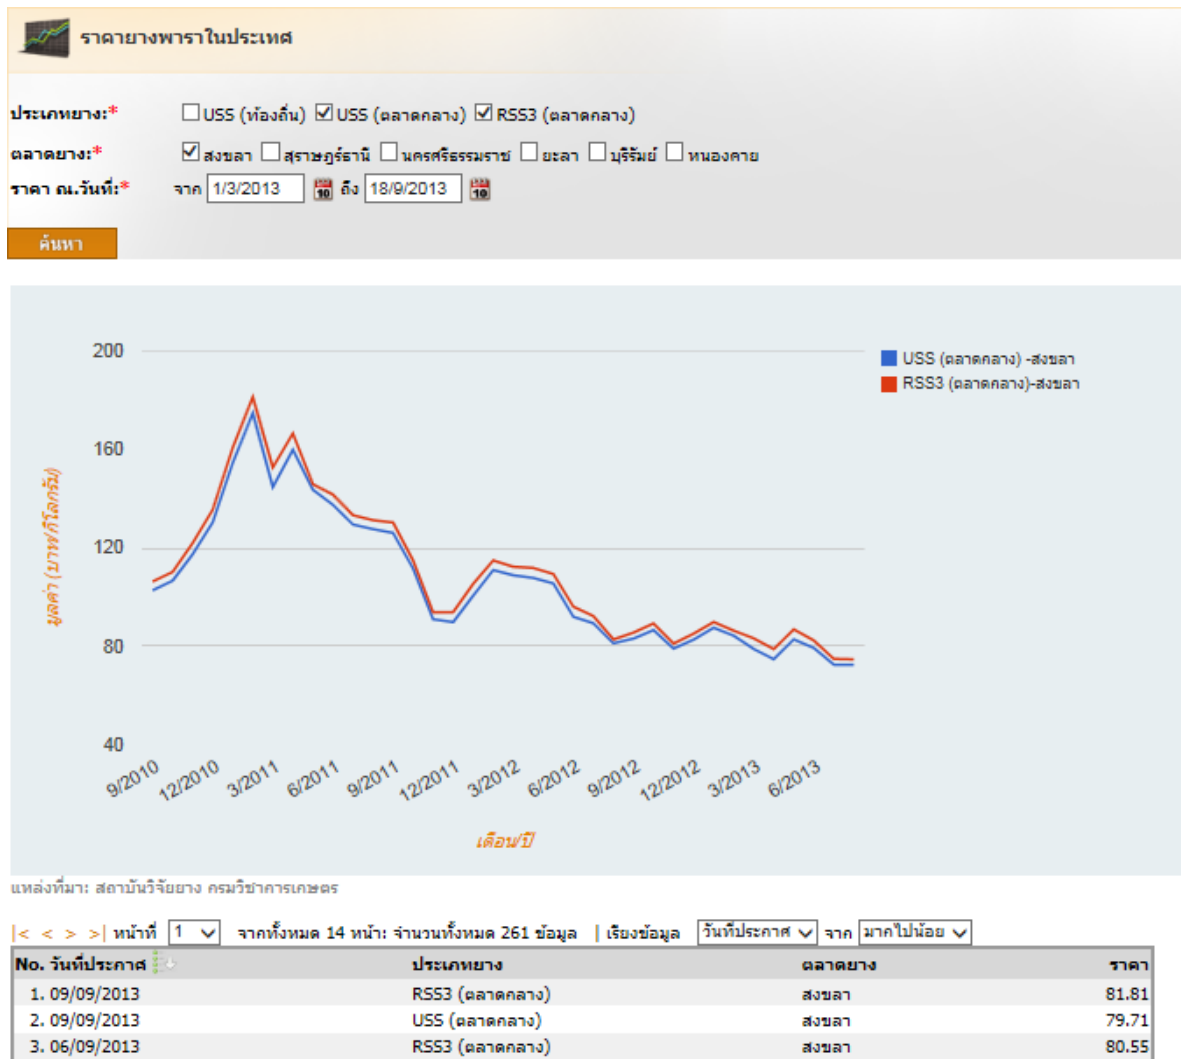 ราคายางพาราในประเทศ
ประเภทยาง:* USS (ท้องถิ่น) USS (ตลาดกลาง) RSS3 (ตลาดกลาง)
ตลาดยาง:* สงขลา สุราษฎร์ธานี นครศรีธรรมราช ยะลา บุรีรัมย์ หนองคาย
ราคา ณ.วันที่:* จาก 1/3/2013 10 ถึง 18/9/2013 10
ค้นหา
200
160
120
80
40
มูลค่า (บาท/กิโลกรัม)
USS (ตลาดกลาง) -สงขลา
RSS3 (ตลาดกลาง)-สงขลา
9/2010 12/2010 3/2011 6/2011 9/2011 12/2011 3/2012 6/2012 9/2012 12/2012 3/2013 6/2013
เดือน/ปี
แหล่งที่มา: สถาบันวิจัยยาง กรมวิชาการเกษตร
|< < > >| หน้าที่ 1 จากทั้งหมด 14 หน้า: จำนวนทั้งหมด 261 ข้อมูล | เรียงข้อมูล วันที่ประกาศ จาก มากไปน้อย
No. วันที่ประกาศ ประเภทยาง ตลาดยาง ราคา
1. 09/09/2013 RSS3 (ตลาดกลาง) สงขลา 81.81
2. 09/09/2013 USS (ตลาดกลาง) สงขลา 79.71
3. 06/09/2013 RSS3 (ตลาดกลาง) สงขลา 80.55